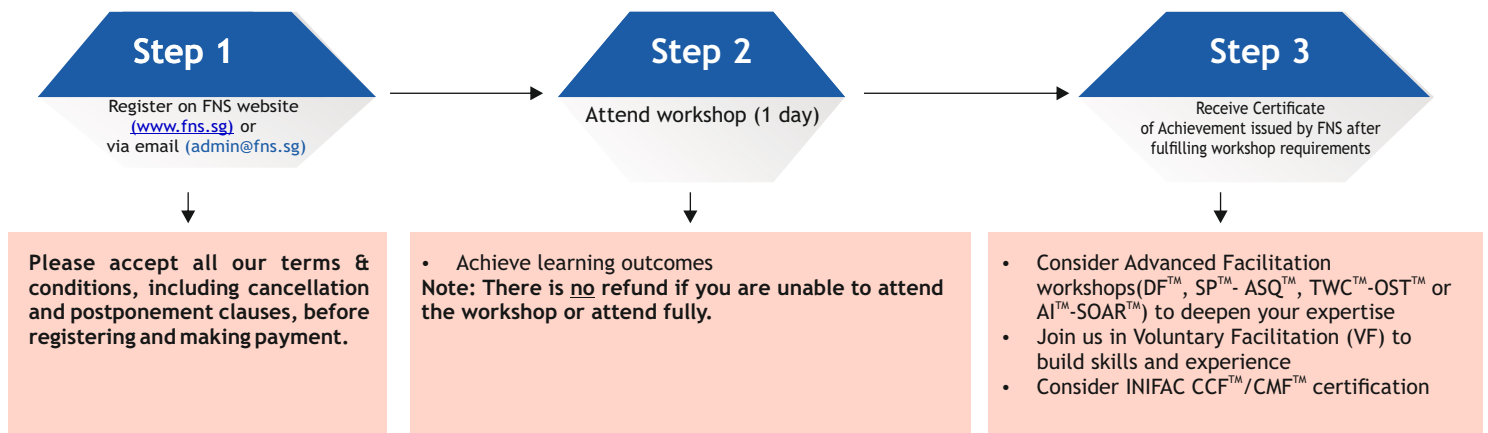 Step 1
Register on FNS website
(www.fns.sg) or
via email (admin@fns.sg)
Step 2
Attend workshop (1 day)
Step 3
Receive Certificate
of Achievement issued by FNS after
fulfilling workshop requirements
Please accept all our terms &
conditions, including cancellation
and postponement clauses, before
registering and making payment.
• Achieve learning outcomes
Note: There is no refund if you are unable to attend
the workshop or attend fully.
• Consider Advanced Facilitation
workshops(DF™, SP™- ASQ™, TWC™-OST™ or
AI™-SOAR™) to deepen your expertise
• Join us in Voluntary Facilitation (VF) to
build skills and experience
• Consider INIFAC CCF™/CMF™ certification